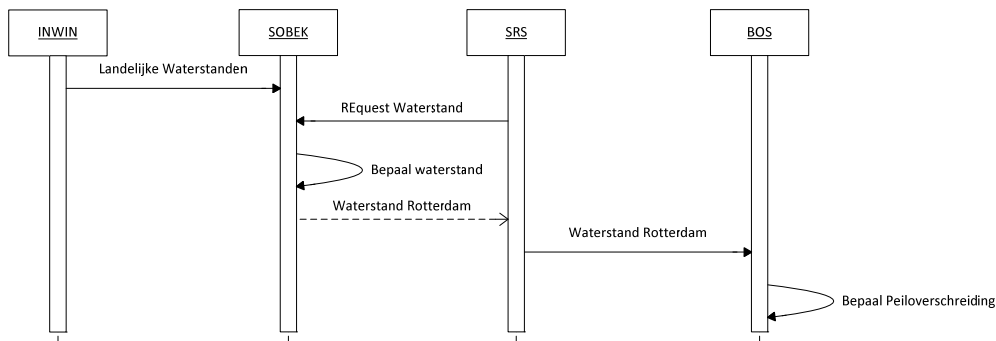 INWIN
SOBEK
SRS
BOS
Landelijke Waterstanden
REquest Waterstand
Bepaal waterstand
Waterstand Rotterdam
Waterstand Rotterdam
Bepaal Peiloverschreiding